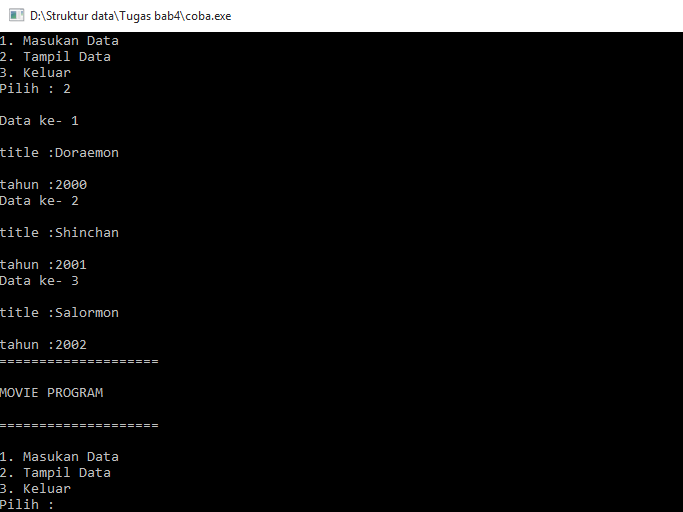 D:\Struktur data\Tugas bab4\coba.exe
1. Masukan Data
2. Tampil Data
3. Keluar
Pilih : 2
Data ke- 1
title :Doraemon
tahun :2000
Data ke- 2
title :Shinchan
tahun :2001
Data ke- 3
title :Salormon
tahun :2002
====================
MOVIE PROGRAM
====================
1. Masukan Data
2. Tampil Data
3. Keluar
Pilih :